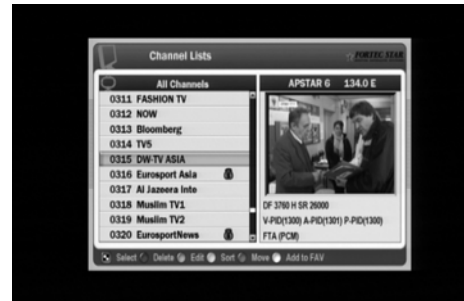 Channel Lists
FORTEC STAR
All Channels
APSTAR 6 134.0 E
0311 FASHION TV
0312 NOW
0313 Bloomberg
0314 TV5
0315 DW-TV ASIA
0316 Eurosport Asia
0317 Al Jazeera Inte
0318 Muslim TV1
0319 Muslim TV2
0320 EurosportNews
DF 3760 H SR 26000
V-PID(1300) A-PID(1301) P-PID(1300)
FTA (PCM)
Select Delete Edit Sort Move Add to FAV